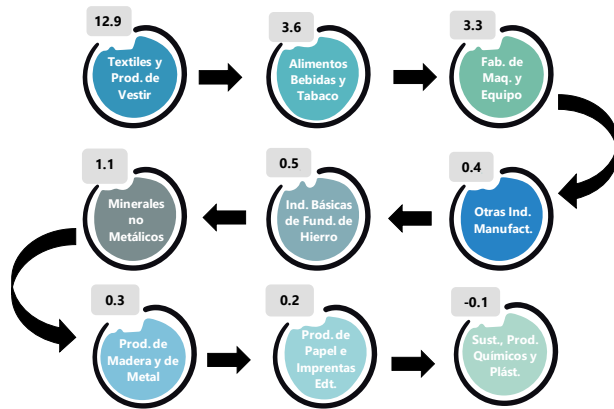 12.9
Textiles y
Prod. de
Vestir
3.6
Alimentos
Bebidas y
Tabaco
3.3
Fab. de
Maq. y
Equipo
1.1
Minerales
no
Metálicos
0.5
Ind. Básicas
de Fund. de
Hierro
0.4
Otras Ind.
Manufact.
0.3
Prod. de
Madera y de
Metal
0.2
Prod. de
Papel e
Imprentas
Edt.
-0.1
Sust., Prod.
Químicos y
Plást.